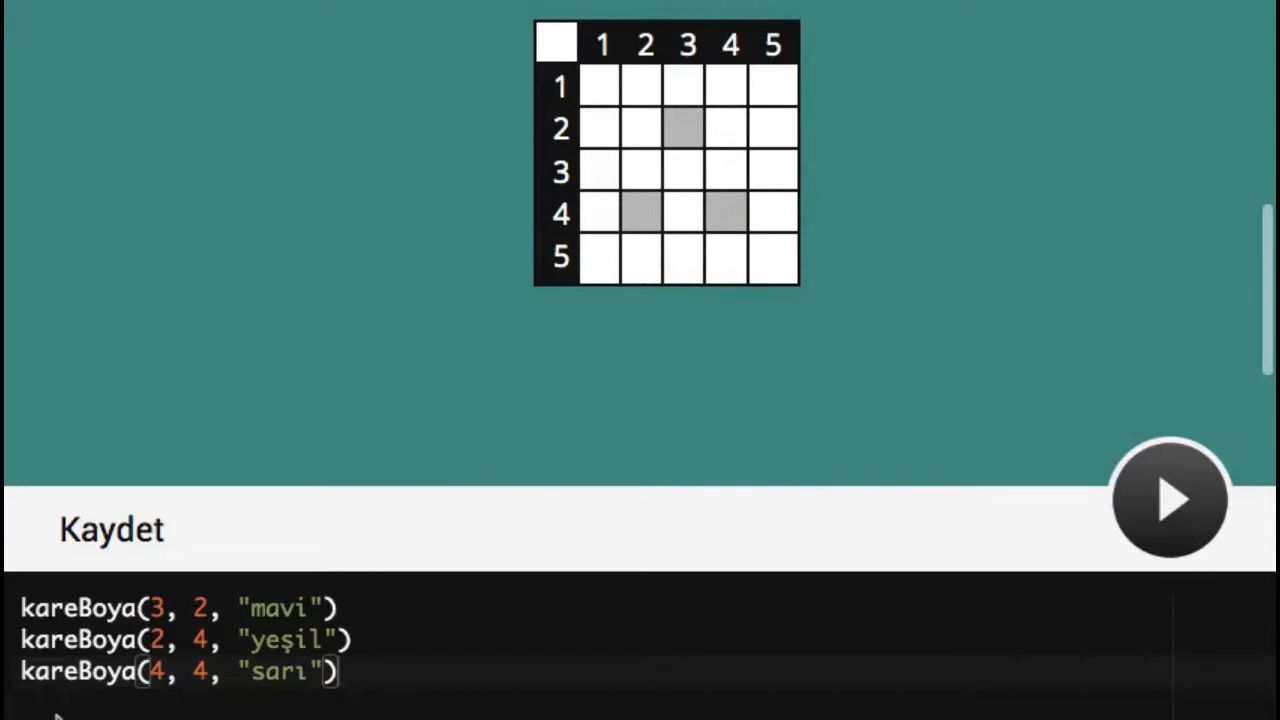 1 2 3 4 5
1
2
3
4
5
Kaydet
kareBoya(3, 2, "mavi")
kareBoya(2, 4, "yeşil")
kareBoya(4, 4, "sarı")